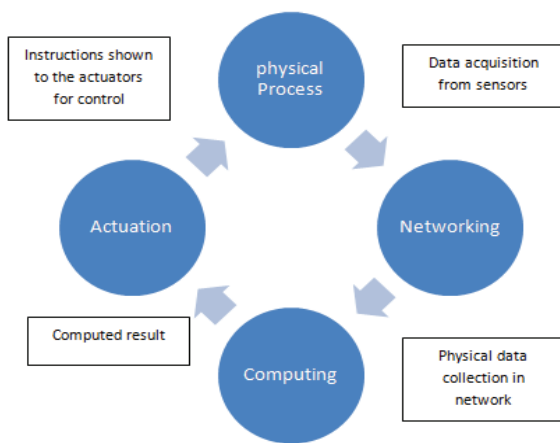 Instructions shown
to the actuators
for control
physical
Process
Data acquisition
from sensors
Actuation
Networking
Computed result
Computing
Physical data
collection in
network